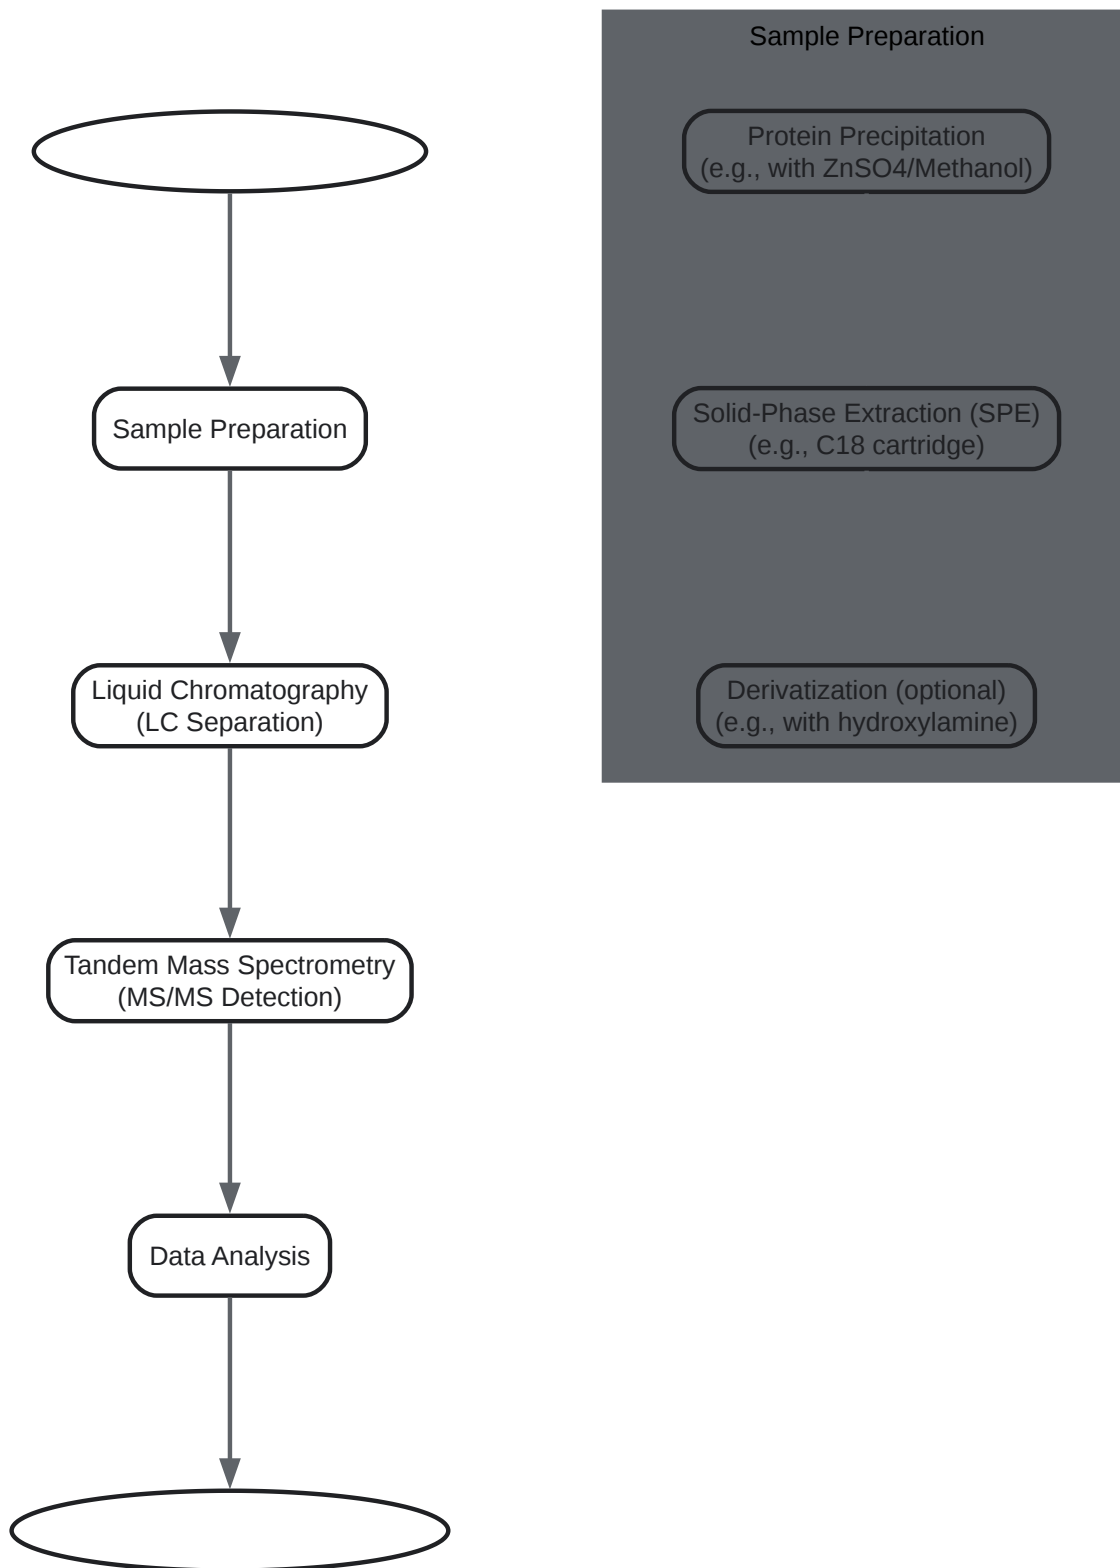 Sample Preparation
Protein Precipitation
(e.g., with ZnSO4/Methanol)
Sample Preparation
Solid-Phase Extraction (SPE)
(e.g., C18 cartridge)
Liquid Chromatography
(LC Separation)
Derivatization (optional)
(e.g., with hydroxylamine)
Tandem Mass Spectrometry
(MS/MS Detection)
Data Analysis